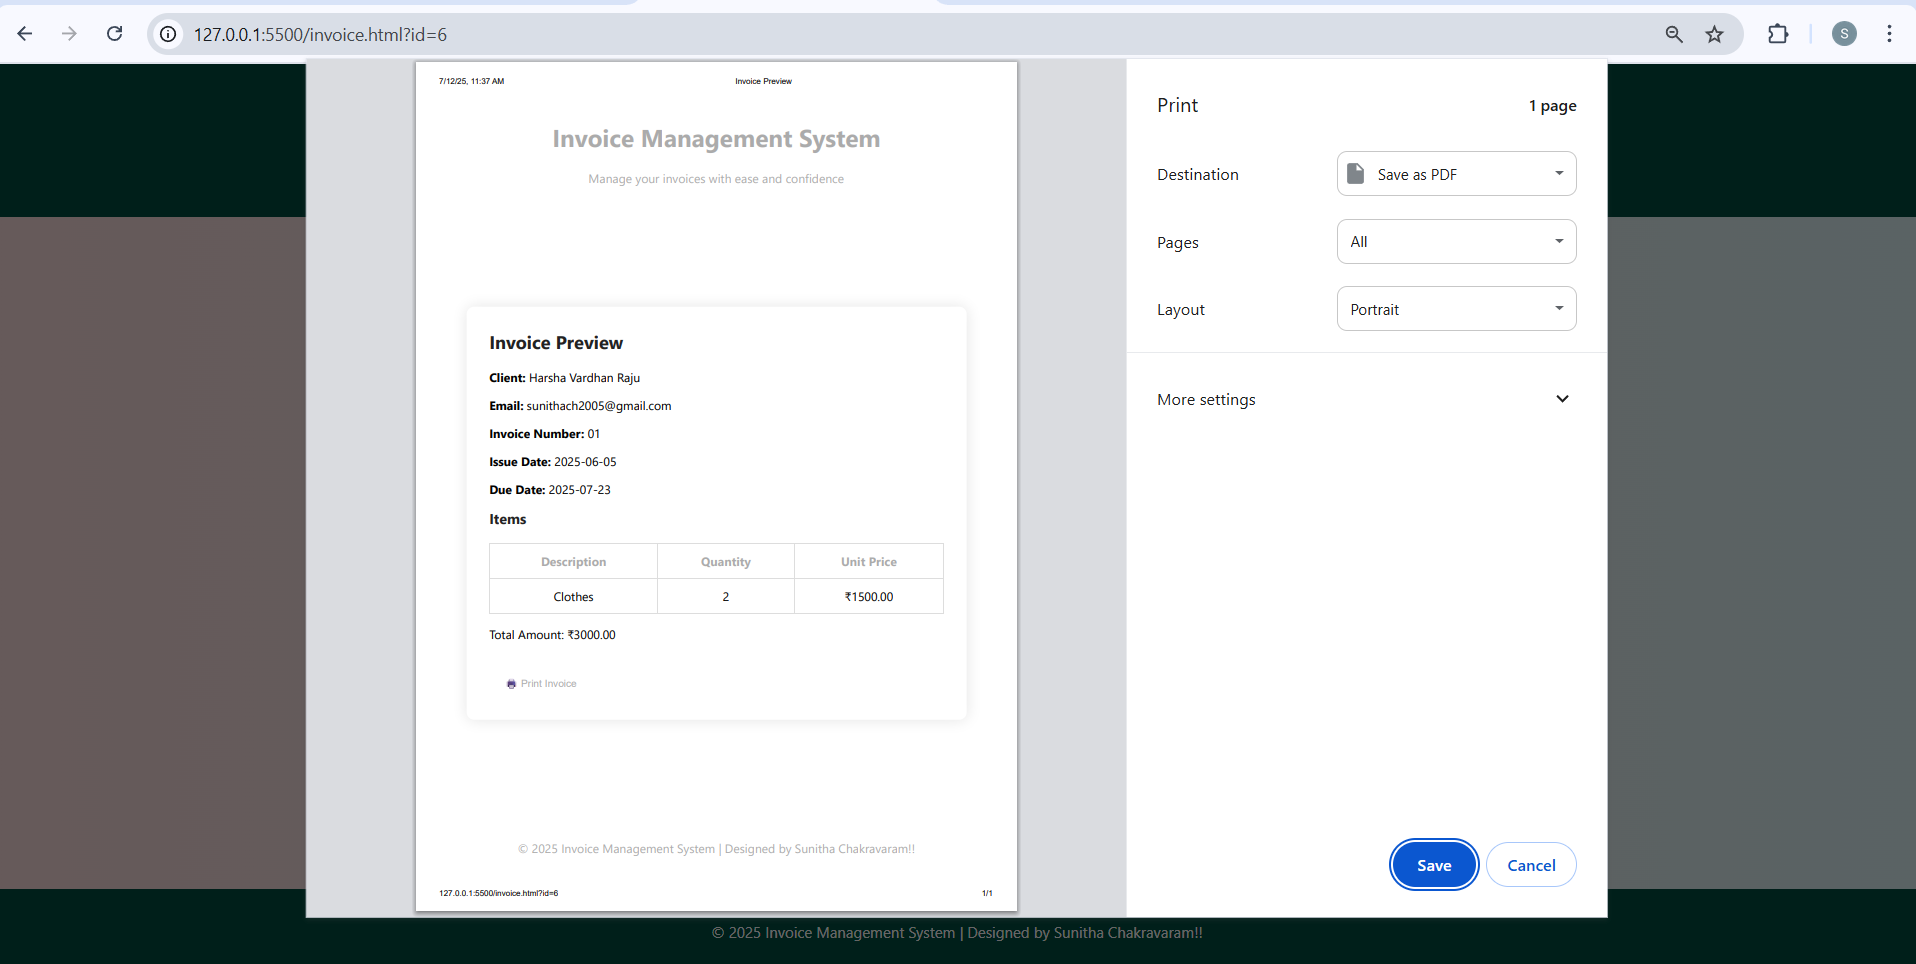 127.0.0.1:5500/invoice.html?id=6
S
7/12/25, 11:37 AM
Invoice Preview
Invoice Management System
Manage your invoices with ease and confidence
Invoice Preview
Client: Harsha Vardhan Raju
Email: sunithach2005@gmail.com
Invoice Number: 01
Issue Date: 2025-06-05
Due Date: 2025-07-23
Items
Description Quantity Unit Price
Clothes 2 ₹1500.00
Total Amount: ₹3000.00
Print Invoice
© 2025 Invoice Management System | Designed by Sunitha Chakravaram!!
127.0.0.1:5500/invoice.html?id=6
1/1
Print
1 page
Destination
Save as PDF
Pages
All
Layout
Portrait
More settings
Save
Cancel
© 2025 Invoice Management System | Designed by Sunitha Chakravaram!!